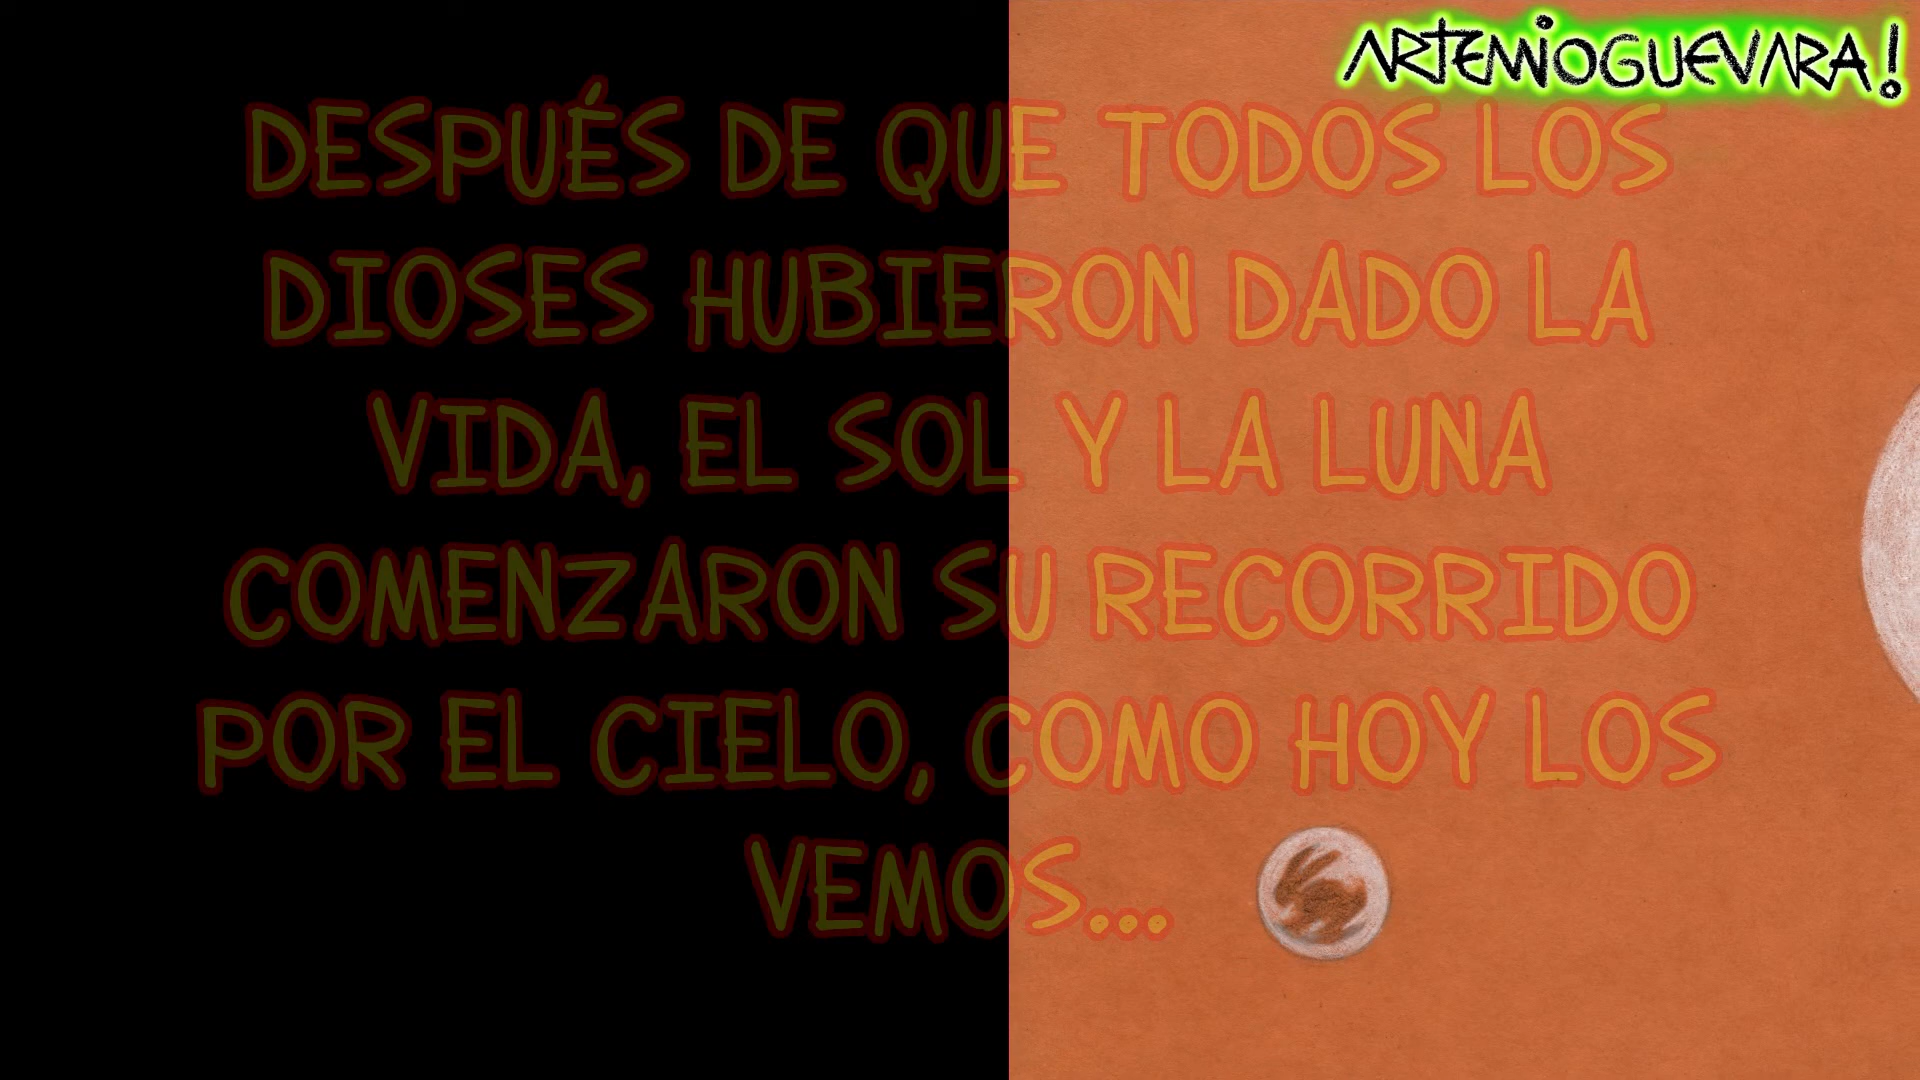 ARTEMIOGUEVARA!
DESPUÉS DE QUE TODOS LOS
DIOSES HUBIERON DADO LA
VIDA, EL SOL Y LA LUNA
COMENZARON SU RECORRIDO
POR EL CIELO, COMO HOY LOS
VEMOS...